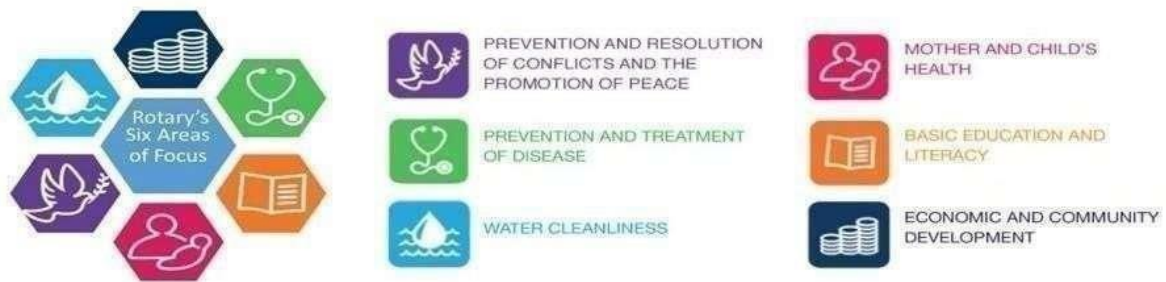 Rotary's
Six Areas
of Focus
PREVENTION AND RESOLUTION
OF CONFLICTS AND THE
PROMOTION OF PEACE
PREVENTION AND TREATMENT
OF DISEASE
WATER CLEANLINESS
MOTHER AND CHILD'S
HEALTH
BASIC EDUCATION AND
LITERACY
ECONOMIC AND COMMUNITY
DEVELOPMENT